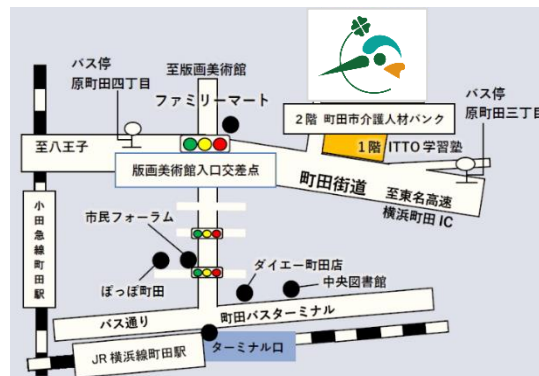 バス停
原町田四丁目
至版画美術館
ファミリーマート
バス停
原町田三丁目
2階 町田市介護人材バンク
1階 ITTO学習塾
至八王子
版画美術館入口交差点
町田街道
至東名高速
横浜町田IC
小田急線町田駅
市民フォーラム
ぽっぽ町田
ダイエー町田店
中央図書館
バス通り
町田バスターミナル
JR横浜線町田駅
ターミナル口